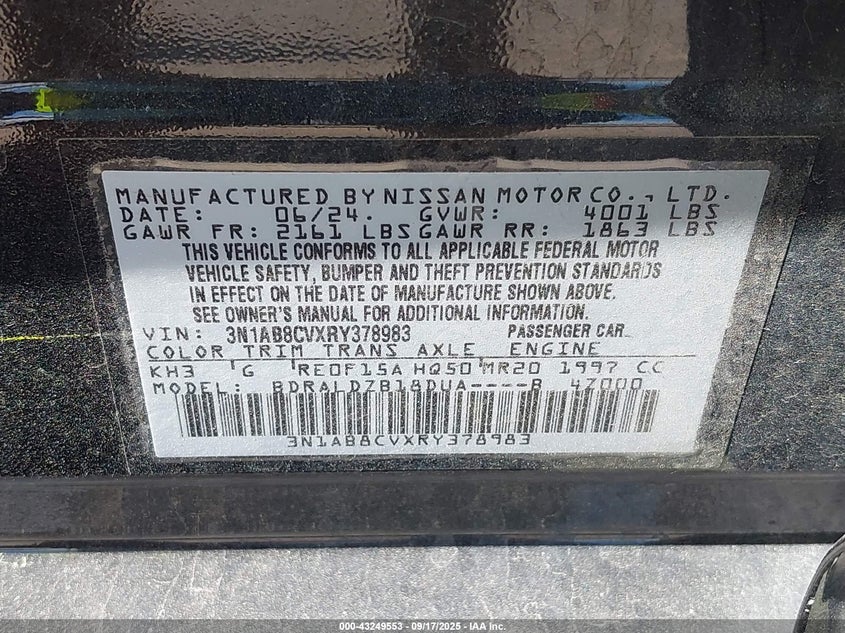 MANUFACTURED BY NISSAN MOTOR CO., LTD.
DATE: 06/24. GVWR: 4001 LBS
GAWR FR: 2161 LBS GAWR RR: 1863 LBS
THIS VEHICLE CONFORMS TO ALL APPLICABLE FEDERAL MOTOR
VEHICLE SAFETY, BUMPER AND THEFT PREVENTION STANDARDS
IN EFFECT ON THE DATE OF MANUFACTURE SHOWN ABOVE.
SEE OWNER'S MANUAL FOR ADDITIONAL INFORMATION.
VIN: 3N1AB8CVXRY378983 PASSENGER CAR
COLOR TRIM TRANS AXLE ENGINE
KH3 G RE0F15A HQ50 MR20 1997 CC
MODEL: BDRALDZB18DUA----B 4Z000
3N1AB8CVXRY378983
000-43249553 - 09/17/2025 - IAA Inc.